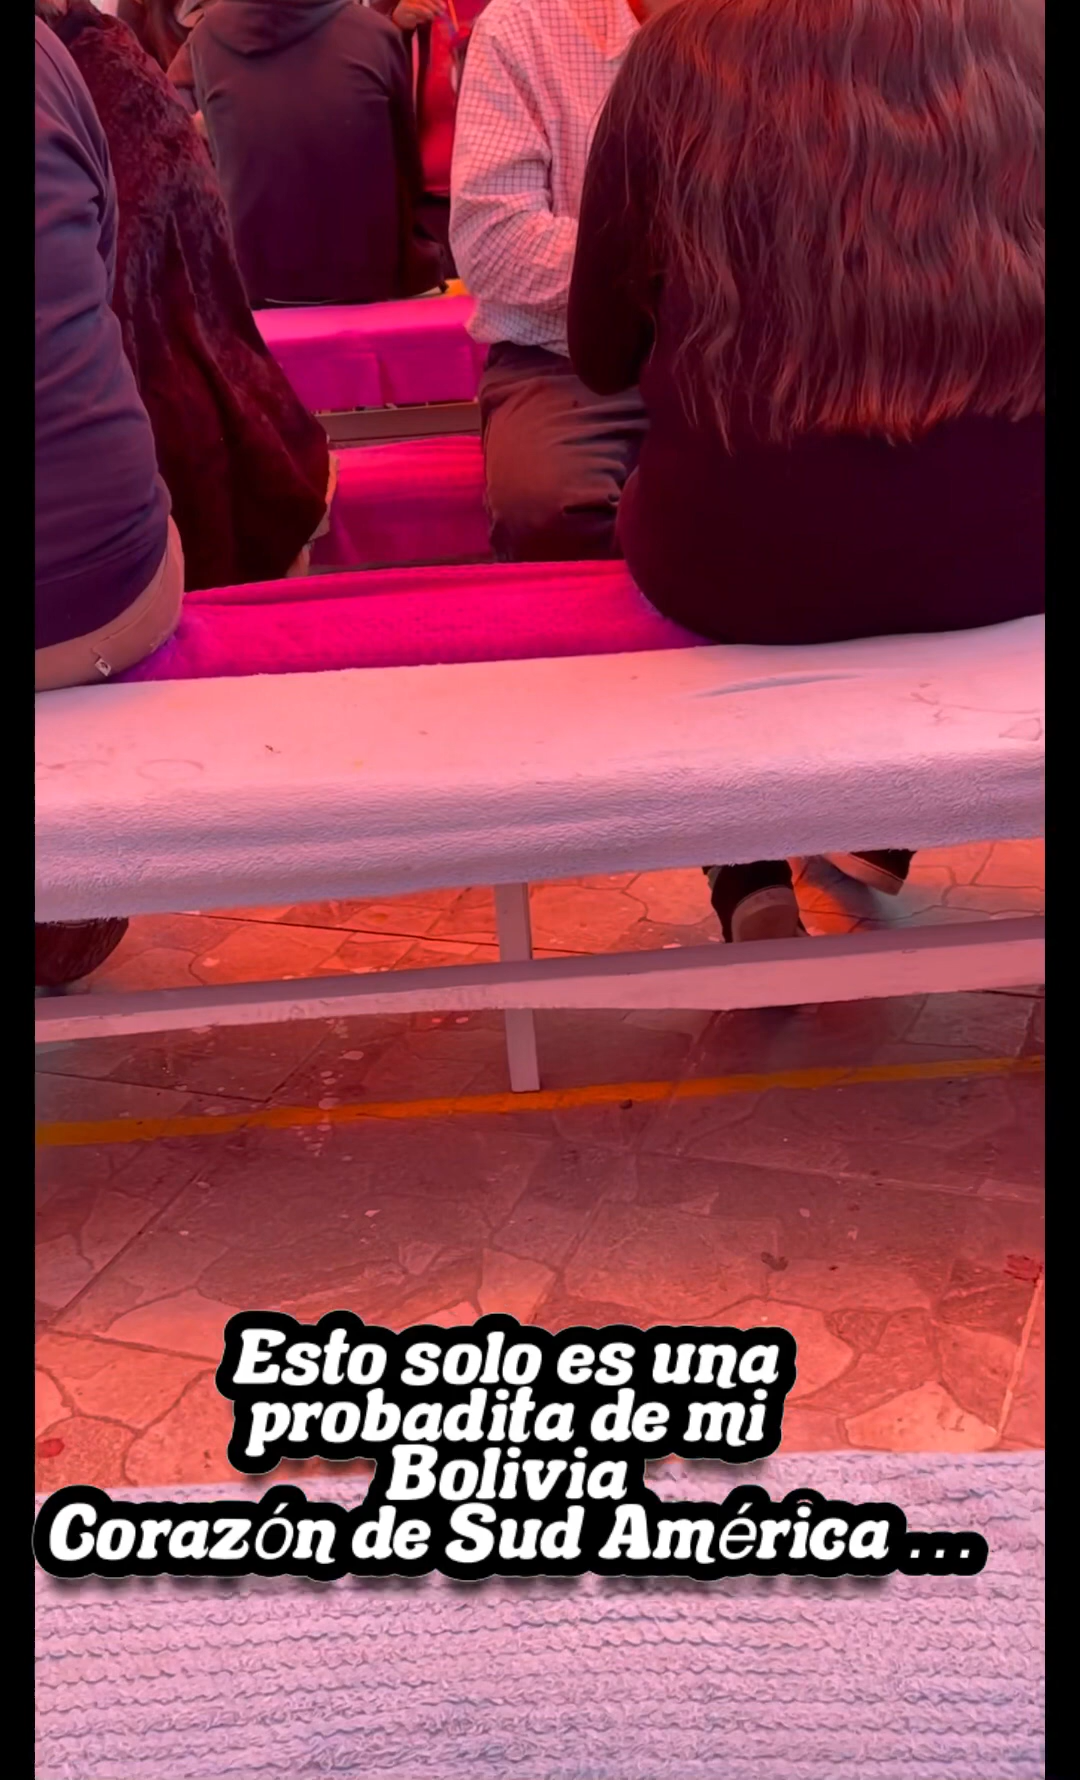 Esto solo es una
probadita de mi
Bolivia
Corazón de Sud América ...